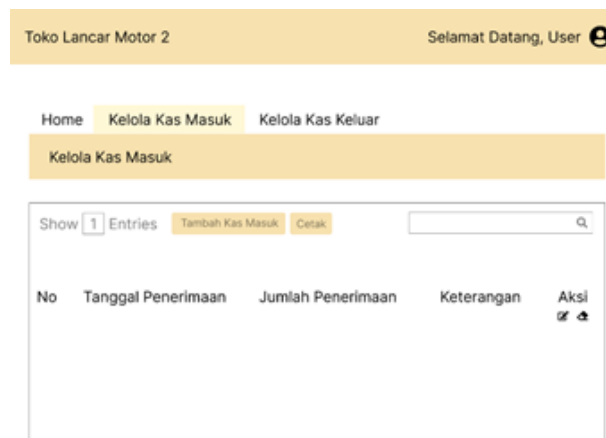 Toko Lancar Motor 2 Selamat Datang, User
Home Kelola Kas Masuk Kelola Kas Keluar
Kelola Kas Masuk
Show 1 Entries Tambah Kas Masuk Cetak
No Tanggal Penerimaan Jumlah Penerimaan Keterangan Aksi